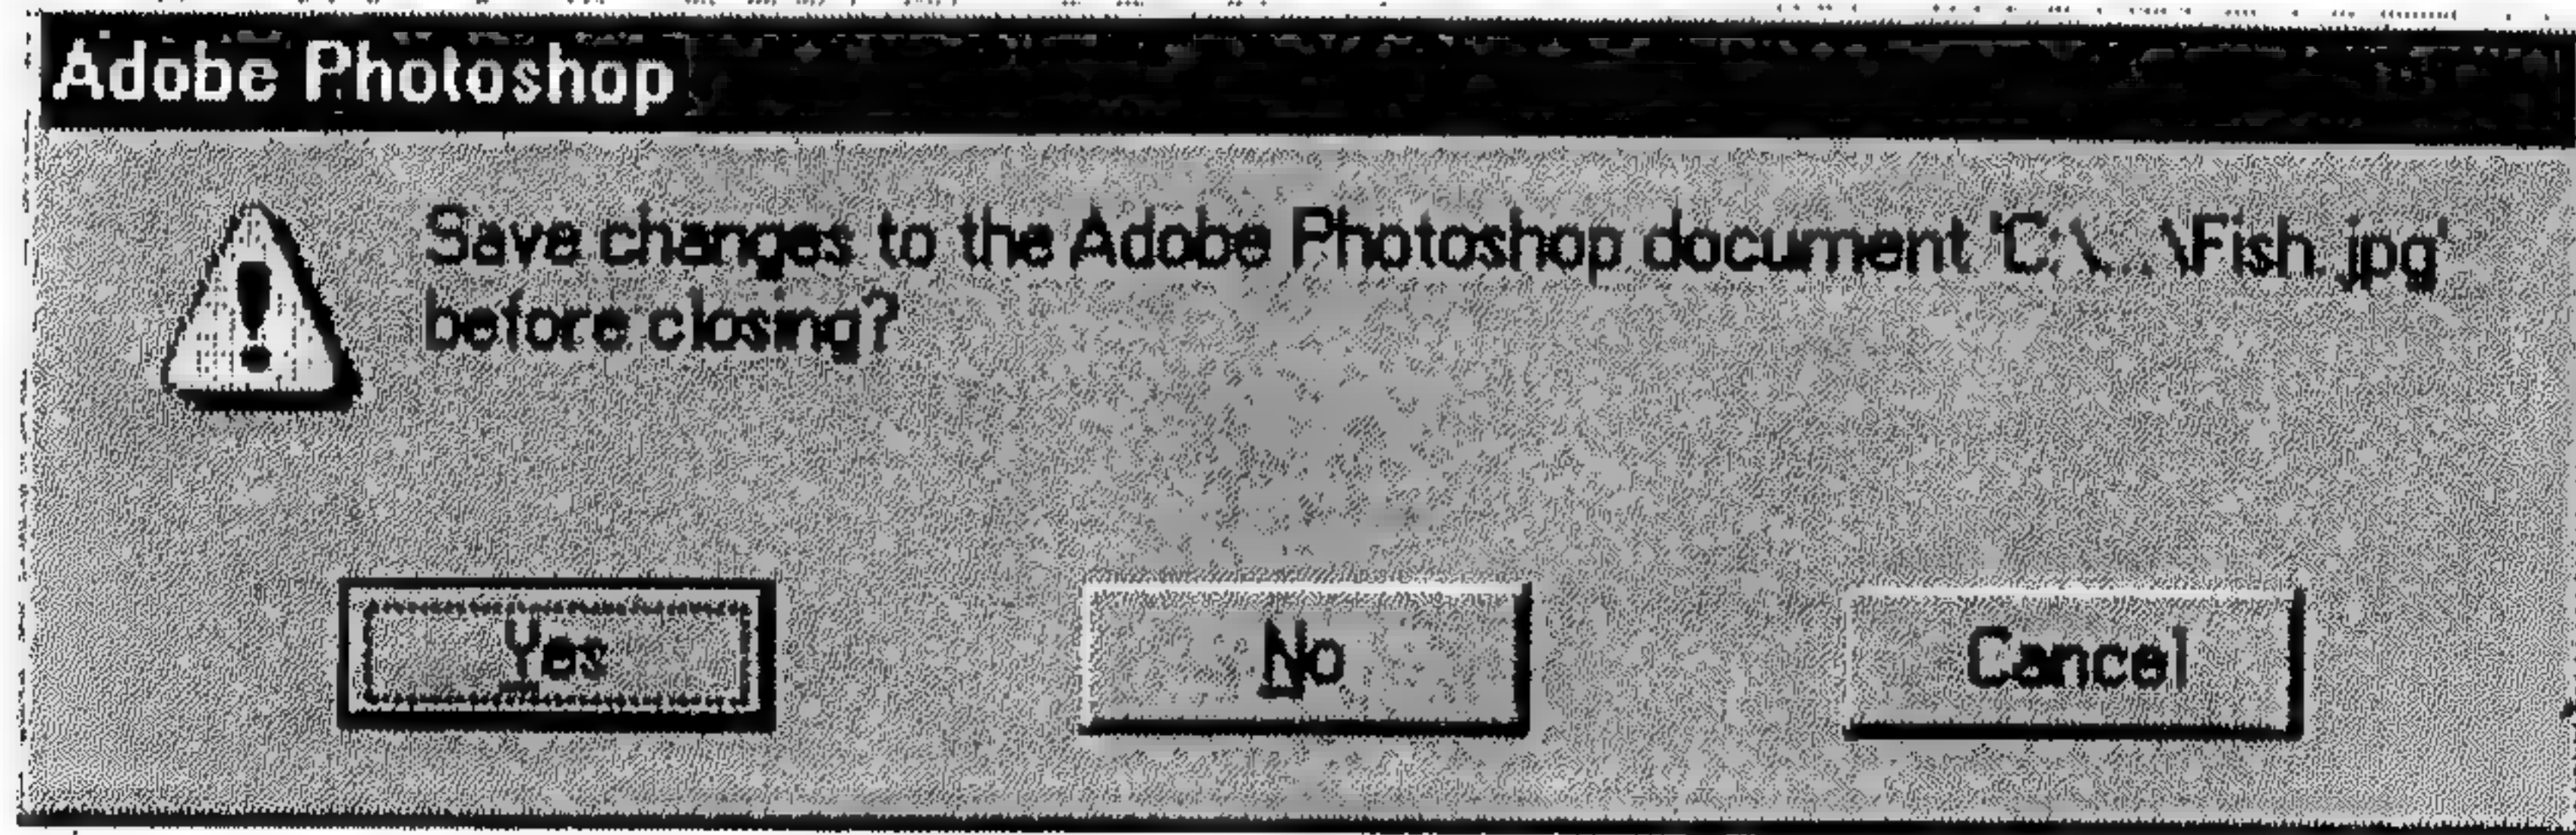 Adobe Photoshop
Save changes to the Adobe Photoshop document 'C:\...\Fish.jpg'
before closing?
Yes
No
Cancel